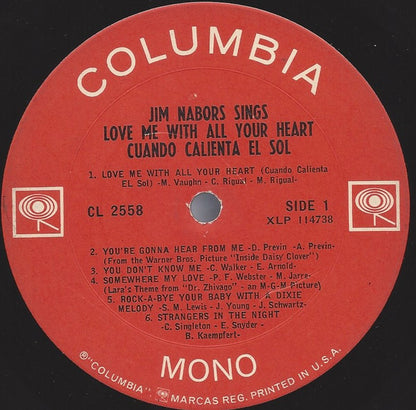 COLUMBIA
JIM NABORS SINGS
LOVE ME WITH ALL YOUR HEART
CUANDO CALIENTA EL SOL
1. LOVE ME WITH ALL YOUR HEART (Cuando Calienta
EL Sol) -M. Vaughn - C. Rigual- M. Rigual-
CL 2558
SIDE 1
XLP 114738
2. YOU'RE GONNA HEAR FROM ME -D. Previn - A. Previn-
(From the Warner Bros. Picture "Inside Daisy Clover")
3. YOU DON'T KNOW ME -C. Walker - E. Arnold-
4. SOMEWHERE MY LOVE -P. F. Webster - M. Jarre-
(Lara's Theme from "Dr. Zhivago" - an M-G-M Picture)
5. ROCK-A-BYE YOUR BABY WITH A DIXIE
MELODY -S. M. Lewis - J. Young - J. Schwartz-
6. STRANGERS IN THE NIGHT
-C. Singleton - E. Snyder -
B. Kaempfert-
MONO
® "COLUMBIA" MARCAS REG. PRINTED IN U.S.A.